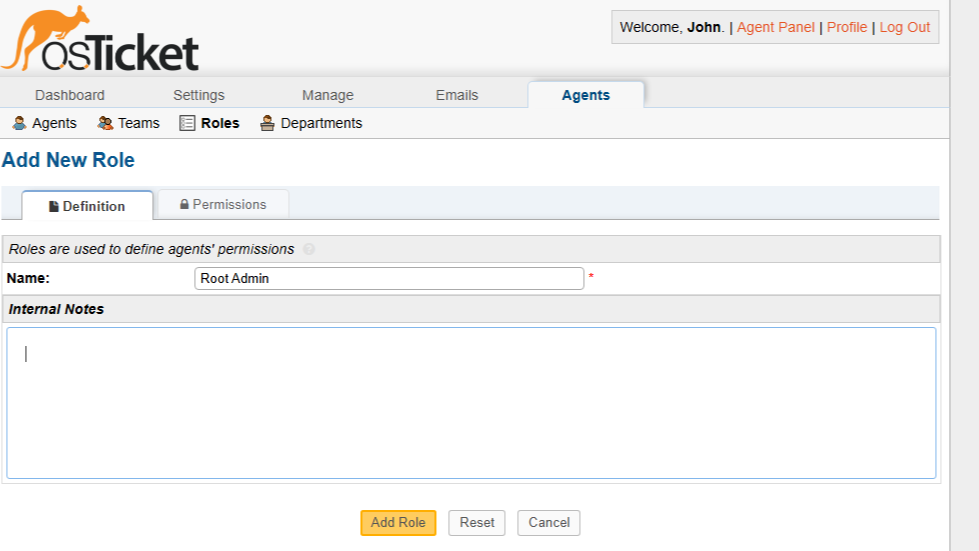 osTicket
Welcome, John. | Agent Panel | Profile | Log Out
Dashboard Settings Manage Emails Agents
Agents Teams Roles Departments
Add New Role
Definition Permissions
Roles are used to define agents' permissions
Name: Root Admin *
Internal Notes
Add Role Reset Cancel